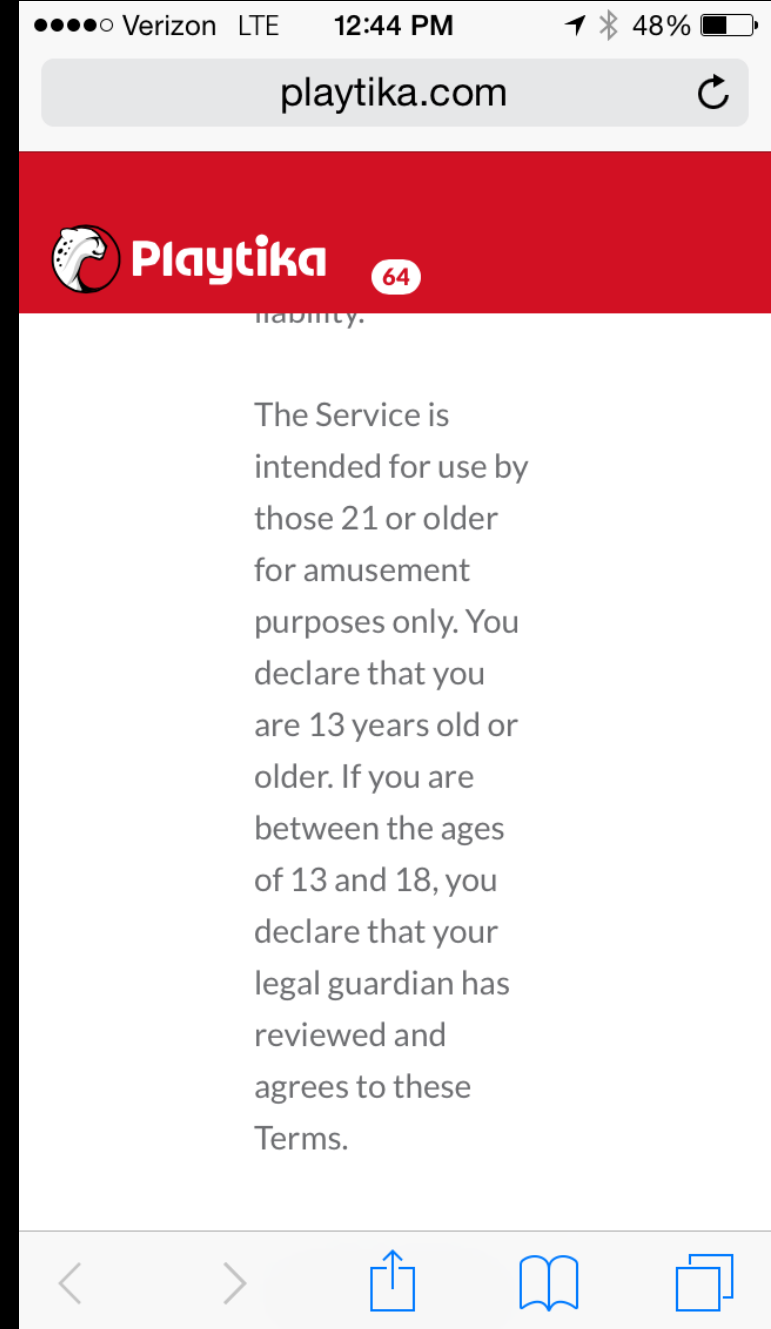 Verizon LTE 12:44 PM 48%
playtika.com
Playtika 64
liability.
The Service is
intended for use by
those 21 or older
for amusement
purposes only. You
declare that you
are 13 years old or
older. If you are
between the ages
of 13 and 18, you
declare that your
legal guardian has
reviewed and
agrees to these
Terms.